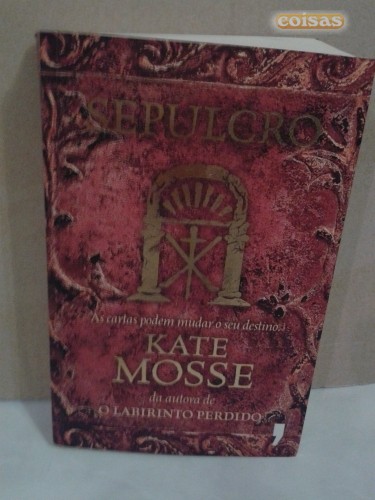 coisas
SEPULCRO
As cartas podem mudar o seu destino...
KATE
MOSSE
da autora de
O LABIRINTO PERDIDO